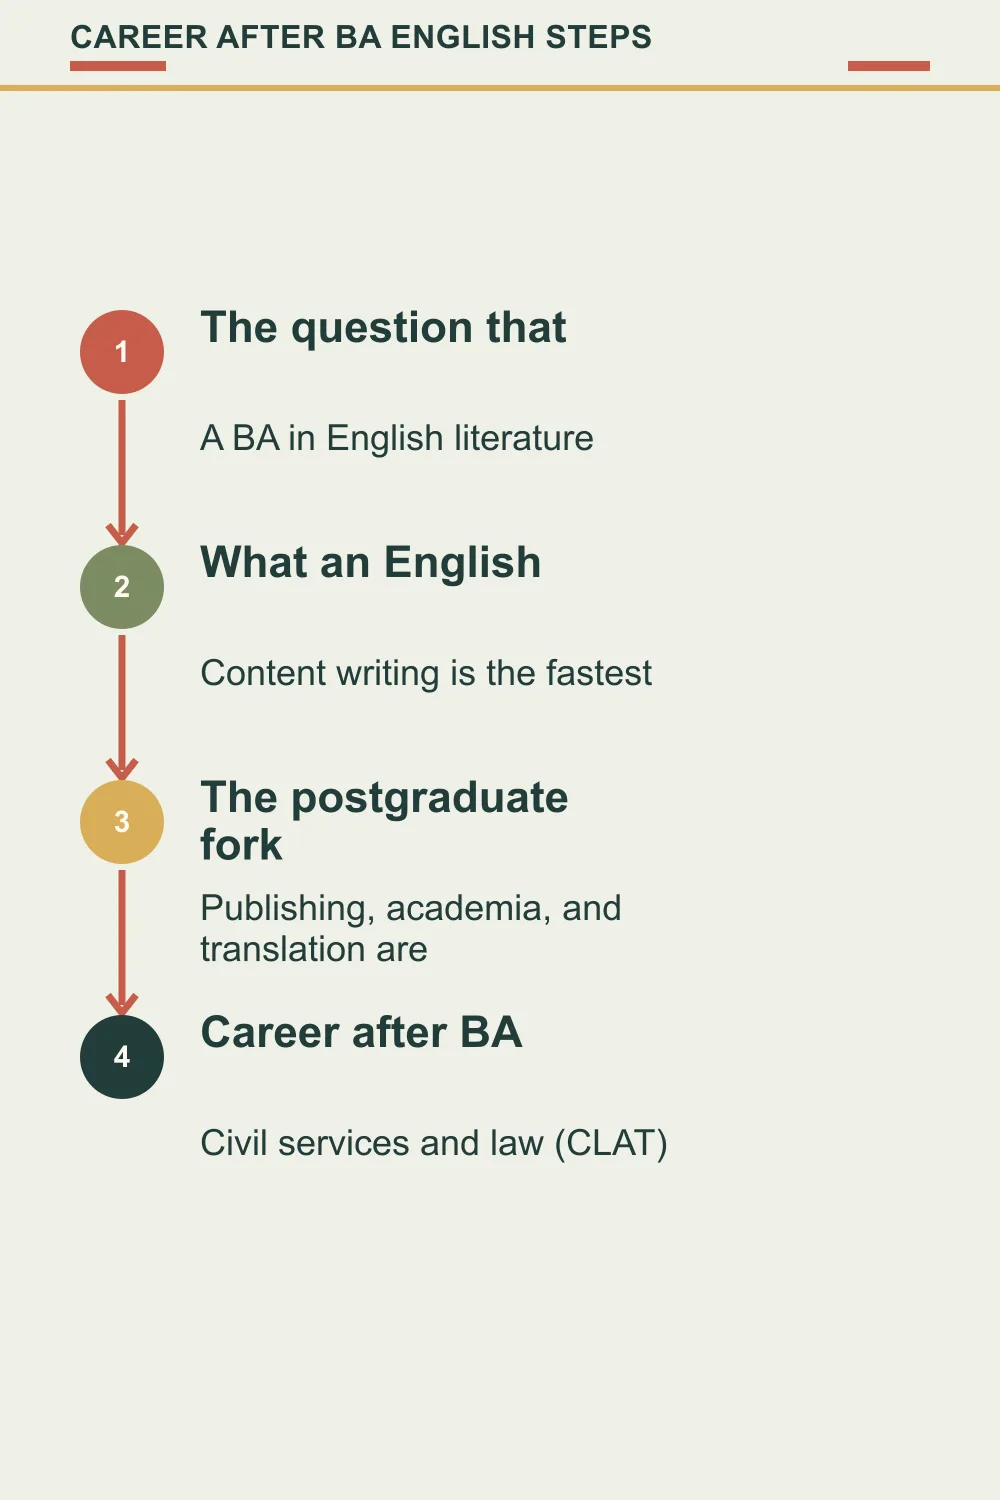 CAREER AFTER BA ENGLISH STEPS
1
The question that
A BA in English literature
2
What an English
Content writing is the fastest
3
The postgraduate
fork
Publishing, academia, and
translation are
4
Career after BA
Civil services and law (CLAT)